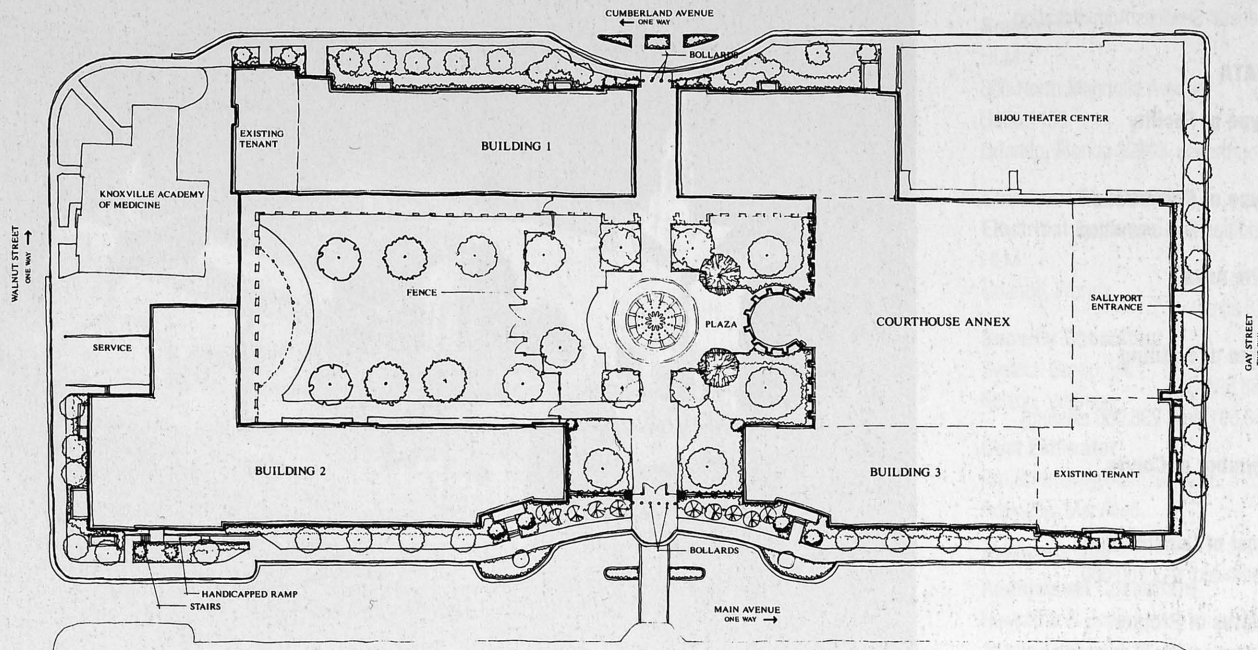 CUMBERLAND AVENUE
← ONE WAY
BOLLARDS
EXISTING
TENANT
BUILDING 1
BIJOU THEATER CENTER
KNOXVILLE ACADEMY
OF MEDICINE
WALNUT STREET
ONE WAY →
FENCE
PLAZA
COURTHOUSE ANNEX
SALLYPORT
ENTRANCE
GAY STREET
SERVICE
BUILDING 2
BUILDING 3
EXISTING TENANT
BOLLARDS
HANDICAPPED RAMP
STAIRS
MAIN AVENUE
ONE WAY →
ATA